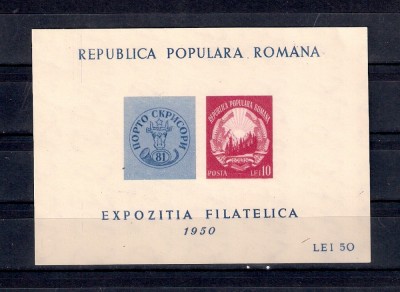 REPUBLICA POPULARA ROMANA
ПОРТО СКРИСОРИ
81
REPUBLICA POPULARA ROMANA
POSTA LEI 10
EXPOZITIA FILATELICA
1950
LEI 50